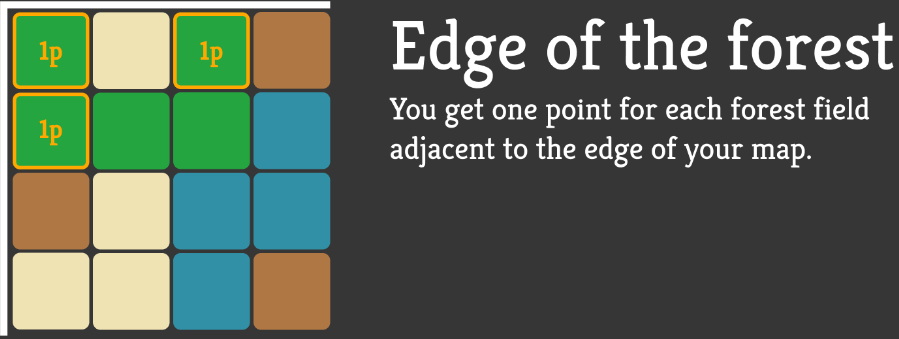 Edge of the forest
You get one point for each forest field
adjacent to the edge of your map.
1p
1p
1p